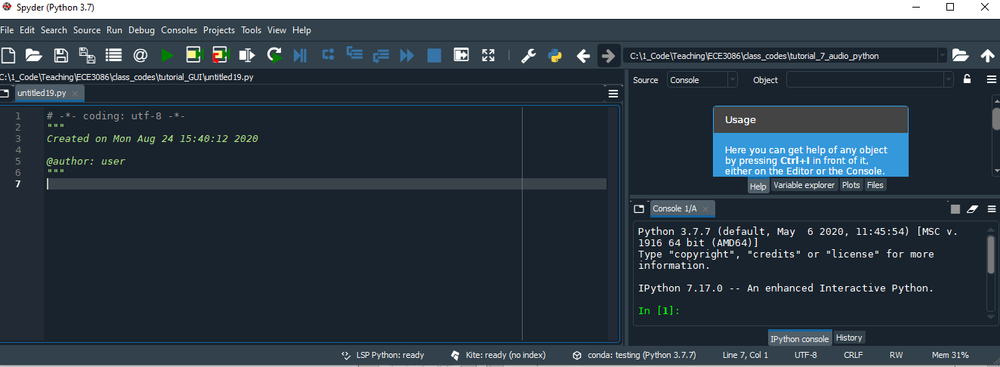 Spyder (Python 3.7)
File Edit Search Source Run Debug Consoles Projects Tools View Help
C:\1_Code\Teaching\ECE3086\class_codes\tutorial_7_audio_python
C:\1_Code\Teaching\ECE3086\class_codes\tutorial_GUI\untitled19.py
untitled19.py
1 # -*- coding: utf-8 -*-
2 """
3 Created on Mon Aug 24 15:40:12 2020
4
5 @author: user
6 """
7
Source Console Object
Usage
Here you can get help of any object
by pressing Ctrl+I in front of it,
either on the Editor or the Console.
Help Variable explorer Plots Files
Console 1/A
Python 3.7.7 (default, May  6 2020, 11:45:54) [MSC v.
1916 64 bit (AMD64)]
Type "copyright", "credits" or "license" for more
information.
IPython 7.17.0 -- An enhanced Interactive Python.
In [1]:
IPython console History
LSP Python: ready Kite: ready (no index) conda: testing (Python 3.7.7) Line 7, Col 1 UTF-8 CRLF RW Mem 31%